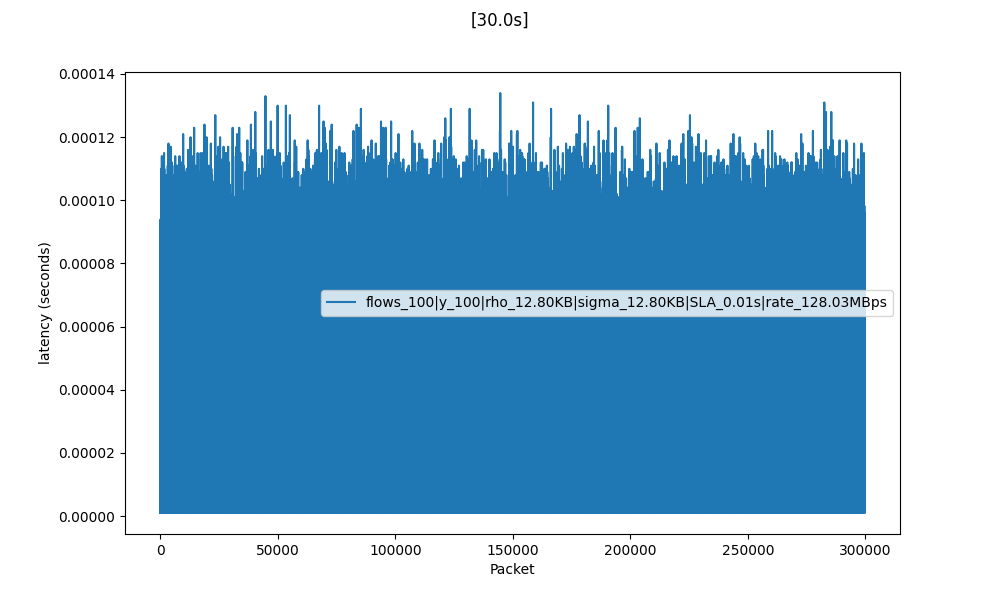 [30.0s]
0.00014
0.00012
0.00010
0.00008
0.00006
0.00004
0.00002
0.00000
latency (seconds)
flows_100|y_100|rho_12.80KB|sigma_12.80KB|SLA_0.01s|rate_128.03MBps
0 50000 100000 150000 200000 250000 300000
Packet